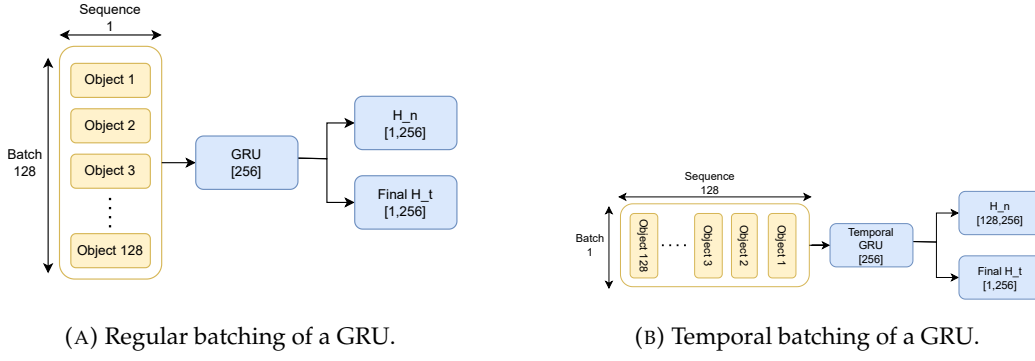 Sequence
1
Batch
128
Object 1
Object 2
Object 3
Object 128
GRU
[256]
H_n
[1,256]
Final H_t
[1,256]
(A) Regular batching of a GRU.
Sequence
128
Batch
1
Object 128
Object 3
Object 2
Object 1
Temporal
GRU
[256]
H_n
[128,256]
Final H_t
[1,256]
(B) Temporal batching of a GRU.